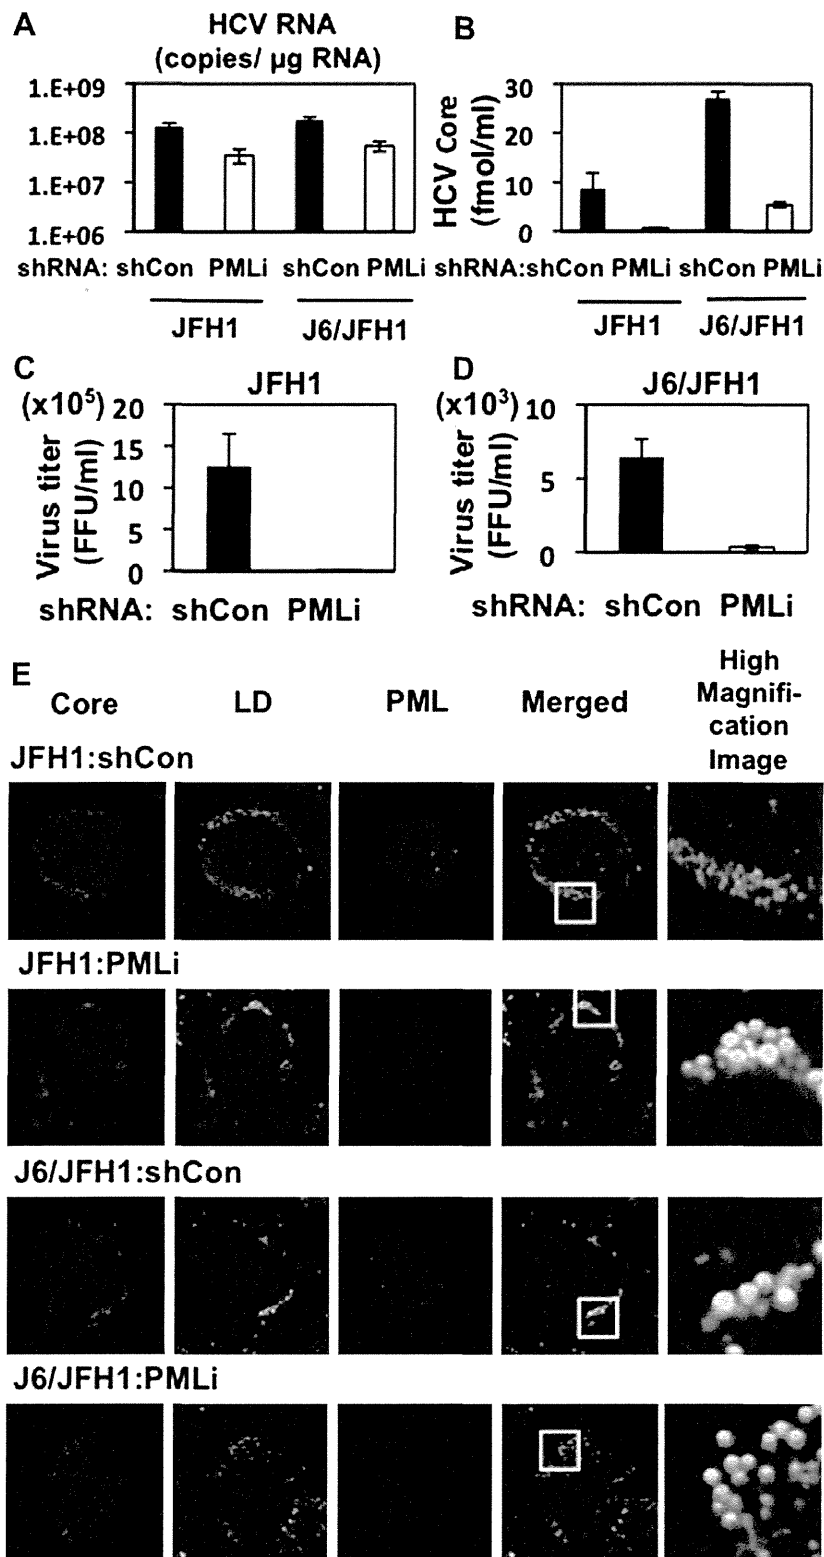 A
HCV RNA
(copies/ µg RNA)
1.E+09
1.E+08
1.E+07
1.E+06
shRNA: shCon PMLi shCon PMLi
JFH1 J6/JFH1
B
HCV Core
(fmol/ml)
30
20
10
0
shRNA:shCon PMLi shCon PMLi
JFH1 J6/JFH1
C
JFH1
(x10⁵)
Virus titer
(FFU/ml)
20
15
10
5
0
shRNA: shCon PMLi
D
J6/JFH1
(x10³)
Virus titer
(FFU/ml)
10
5
0
shRNA: shCon PMLi
E
Core LD PML Merged
High
Magnifi-
cation
Image
JFH1:shCon
JFH1:PMLi
J6/JFH1:shCon
J6/JFH1:PMLi